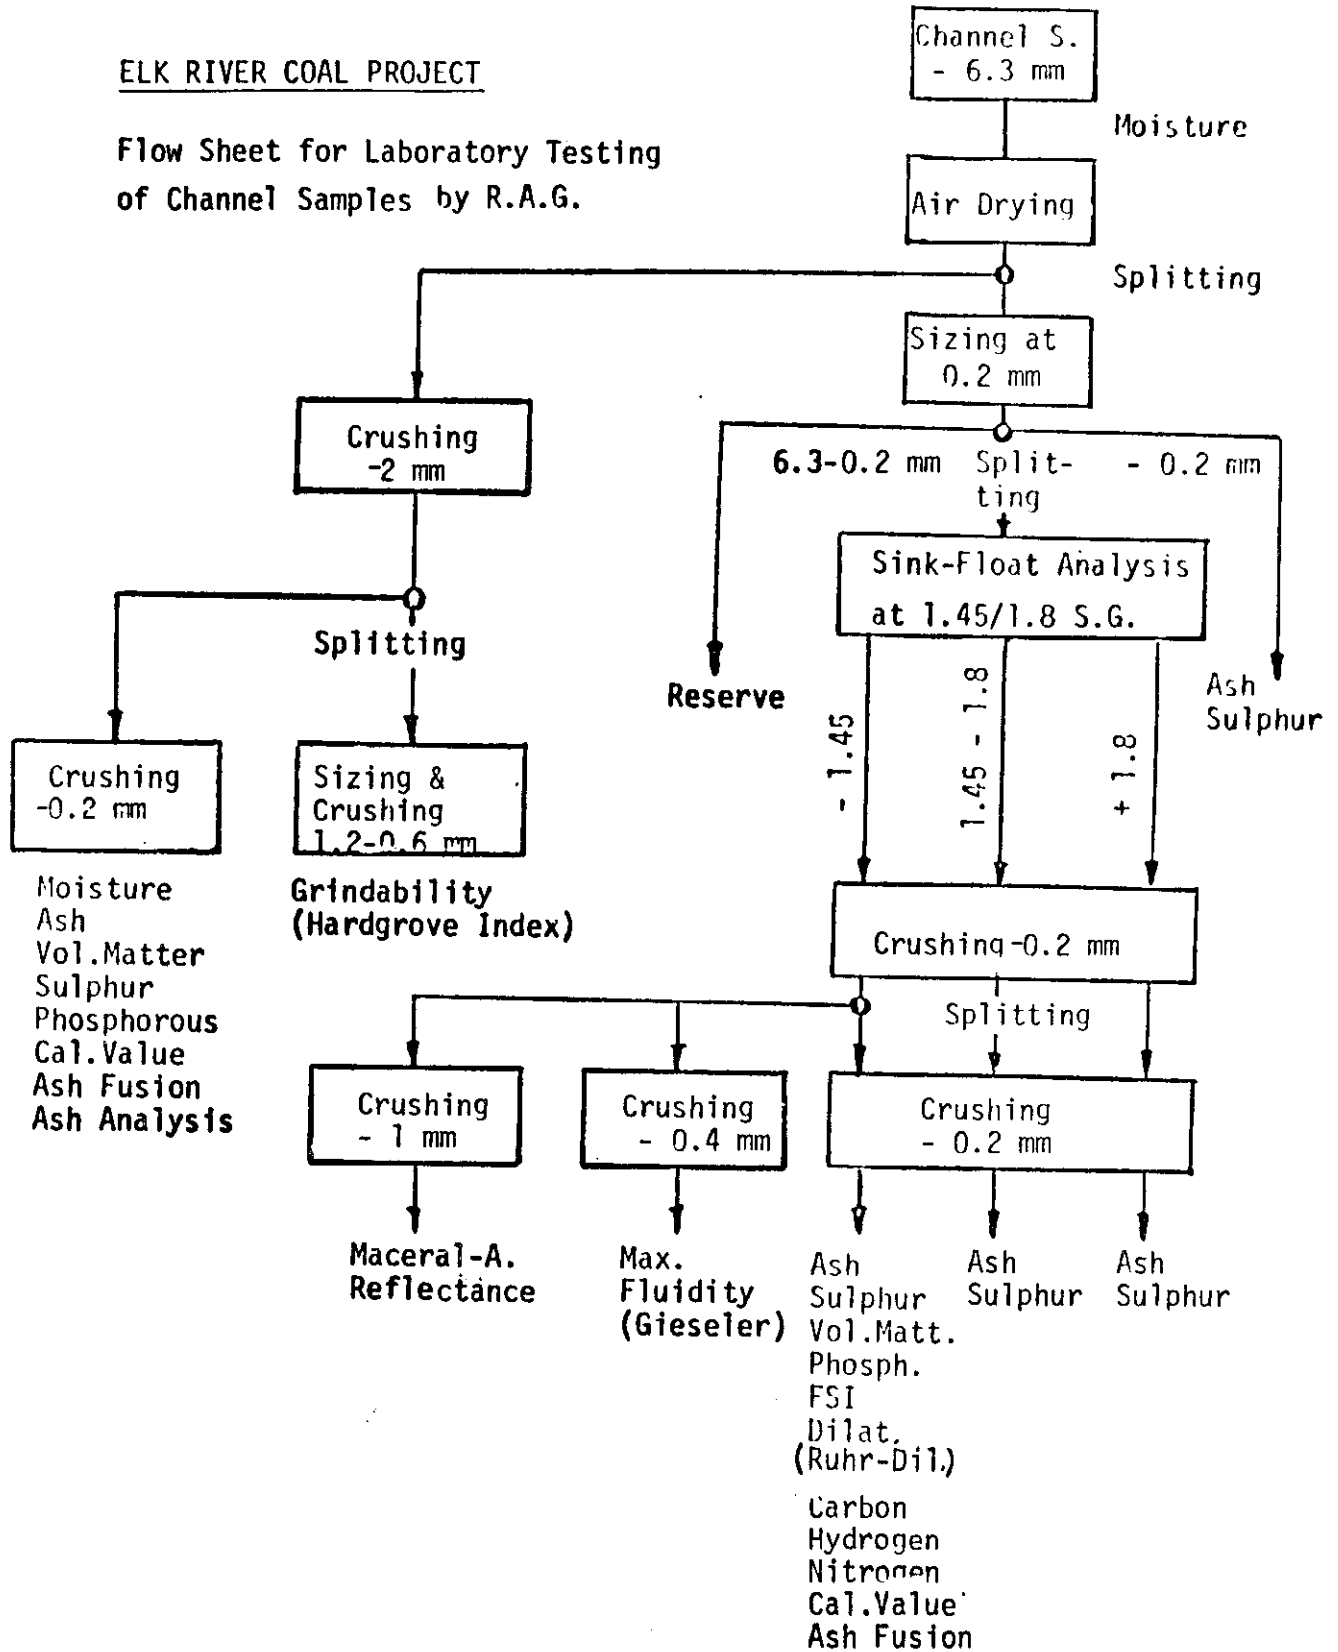 ELK RIVER COAL PROJECT
Flow Sheet for Laboratory Testing
of Channel Samples by R.A.G.
Channel S.
- 6.3 mm
Moisture
Air Drying
Splitting
Sizing at
0.2 mm
Crushing
-2 mm
6.3-0.2 mm
Split-
ting
- 0.2 mm
Sink-Float Analysis
at 1.45/1.8 S.G.
Splitting
Reserve
Ash
Sulphur
- 1.45
1.45 - 1.8
+ 1.8
Crushing
-0.2 mm
Sizing &
Crushing
1.2-0.6 mm
Moisture
Ash
Vol.Matter
Sulphur
Phosphorous
Cal.Value
Ash Fusion
Ash Analysis
Grindability
(Hardgrove Index)
Crushing -0.2 mm
Splitting
Crushing
- 1 mm
Crushing
- 0.4 mm
Crushing
- 0.2 mm
Maceral-A.
Reflectance
Max.
Fluidity
(Gieseler)
Ash
Sulphur
Vol.Matt.
Phosph.
FSI
Dilat.
(Ruhr-Dil.)
Carbon
Hydrogen
Nitrogen
Cal.Value
Ash Fusion
Ash
Sulphur
Ash
Sulphur